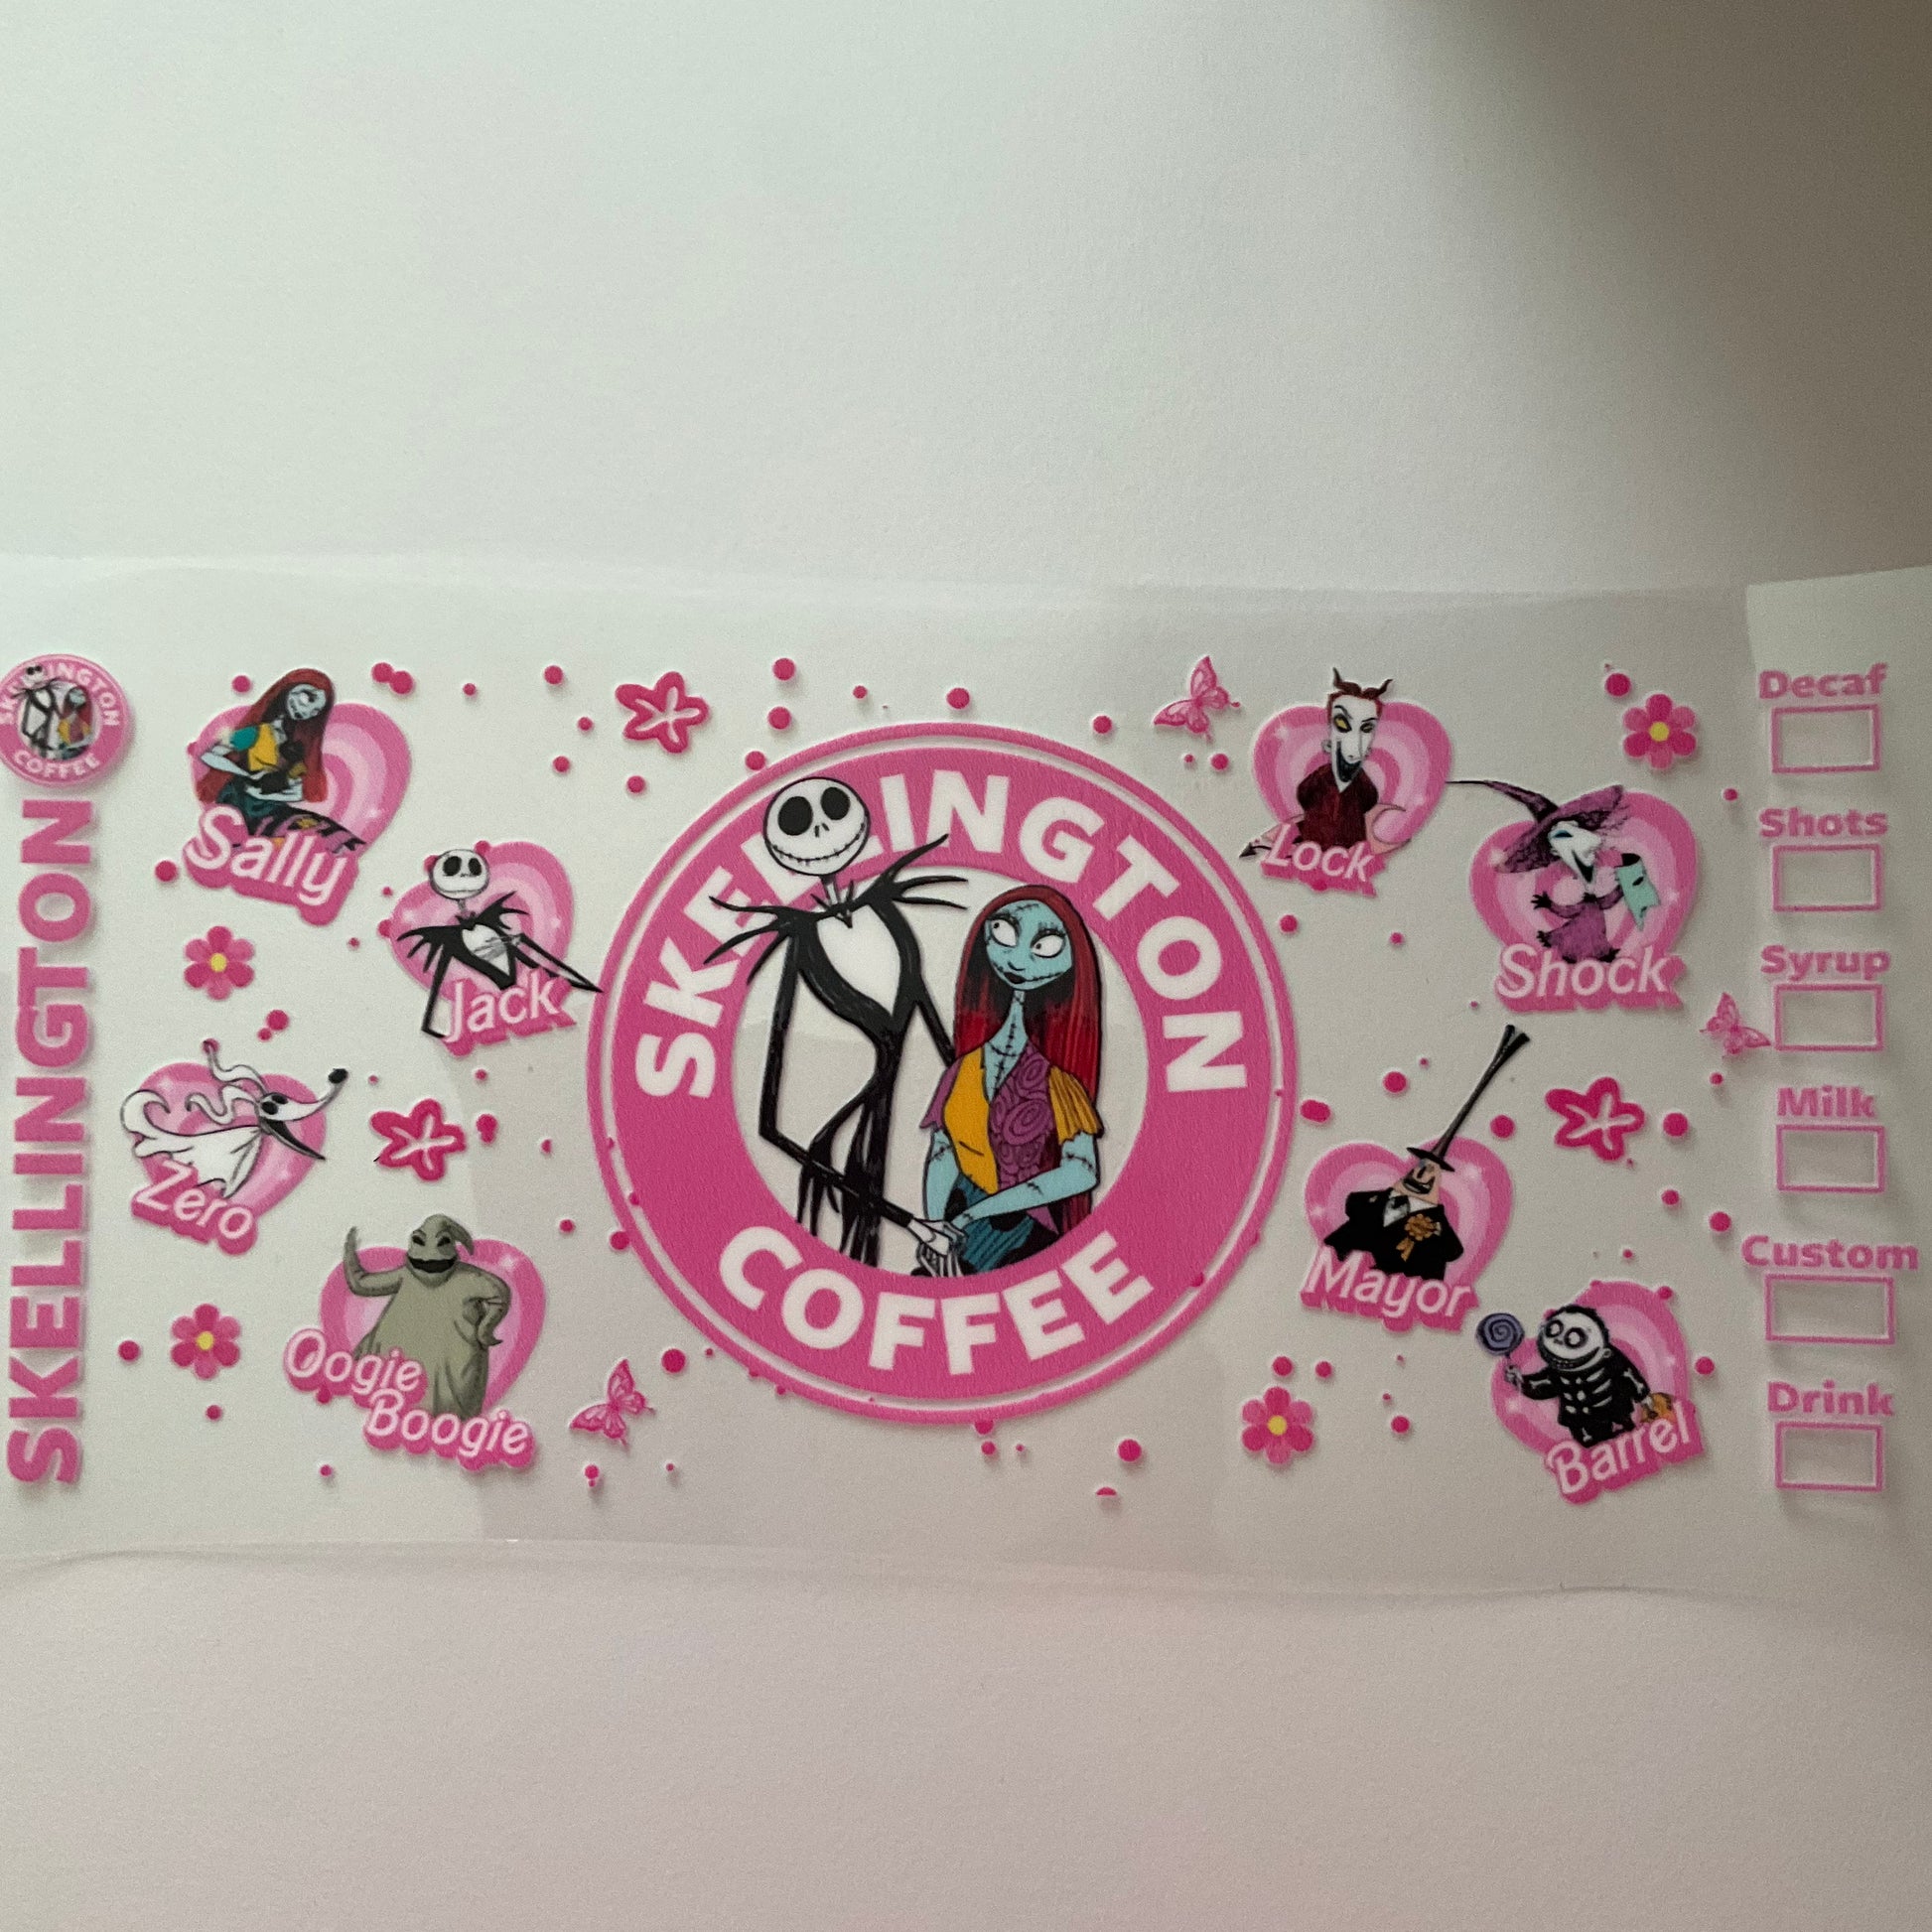 SKELLINGTON
COFFEE
SKELLINGTON
Sally
Jack
Zero
Oogie
Boogie
SKELLINGTON
COFFEE
Lock
Shock
Mayor
Barrel
Decaf
Shots
Syrup
Milk
Custom
Drink